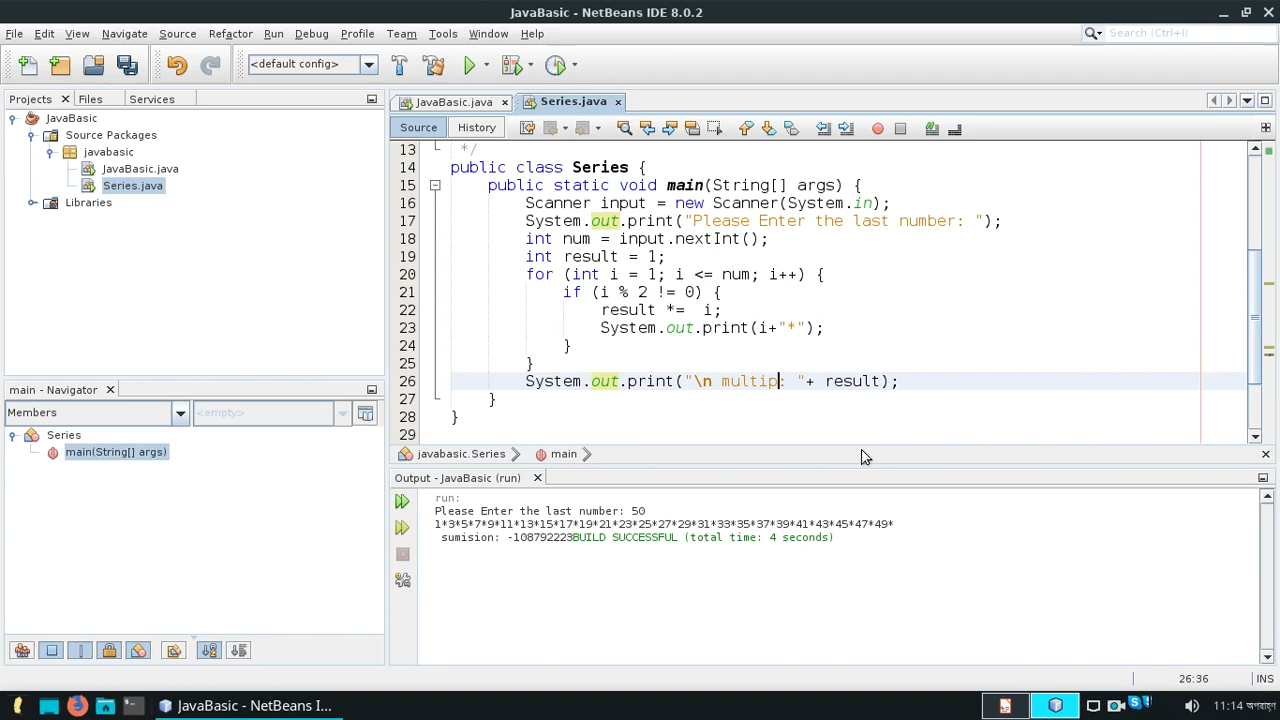 JavaBasic - NetBeans IDE 8.0.2
File Edit View Navigate Source Refactor Run Debug Profile Team Tools Window Help
Search (Ctrl+I)
<default config>
Projects Files Services
JavaBasic
Source Packages
javabasic
JavaBasic.java
Series.java
Libraries
main - Navigator
Members
<empty>
Series
main(String[] args)
JavaBasic.java Series.java
Source History
13 */
14 public class Series {
15 public static void main(String[] args) {
16 Scanner input = new Scanner(System.in);
17 System.out.print("Please Enter the last number: ");
18 int num = input.nextInt();
19 int result = 1;
20 for (int i = 1; i <= num; i++) {
21 if (i % 2 != 0) {
22 result *=  i;
23 System.out.print(i+"*");
24 }
25 }
26 System.out.print("\n multip: "+ result);
27 }
28 }
29
javabasic.Series main
Output - JavaBasic (run)
run:
Please Enter the last number: 50
1*3*5*7*9*11*13*15*17*19*21*23*25*27*29*31*33*35*37*39*41*43*45*47*49*
sumision: -108792223BUILD SUCCESSFUL (total time: 4 seconds)
26:36 INS
JavaBasic - NetBeans I...
11:14 অপরাহ্ণ